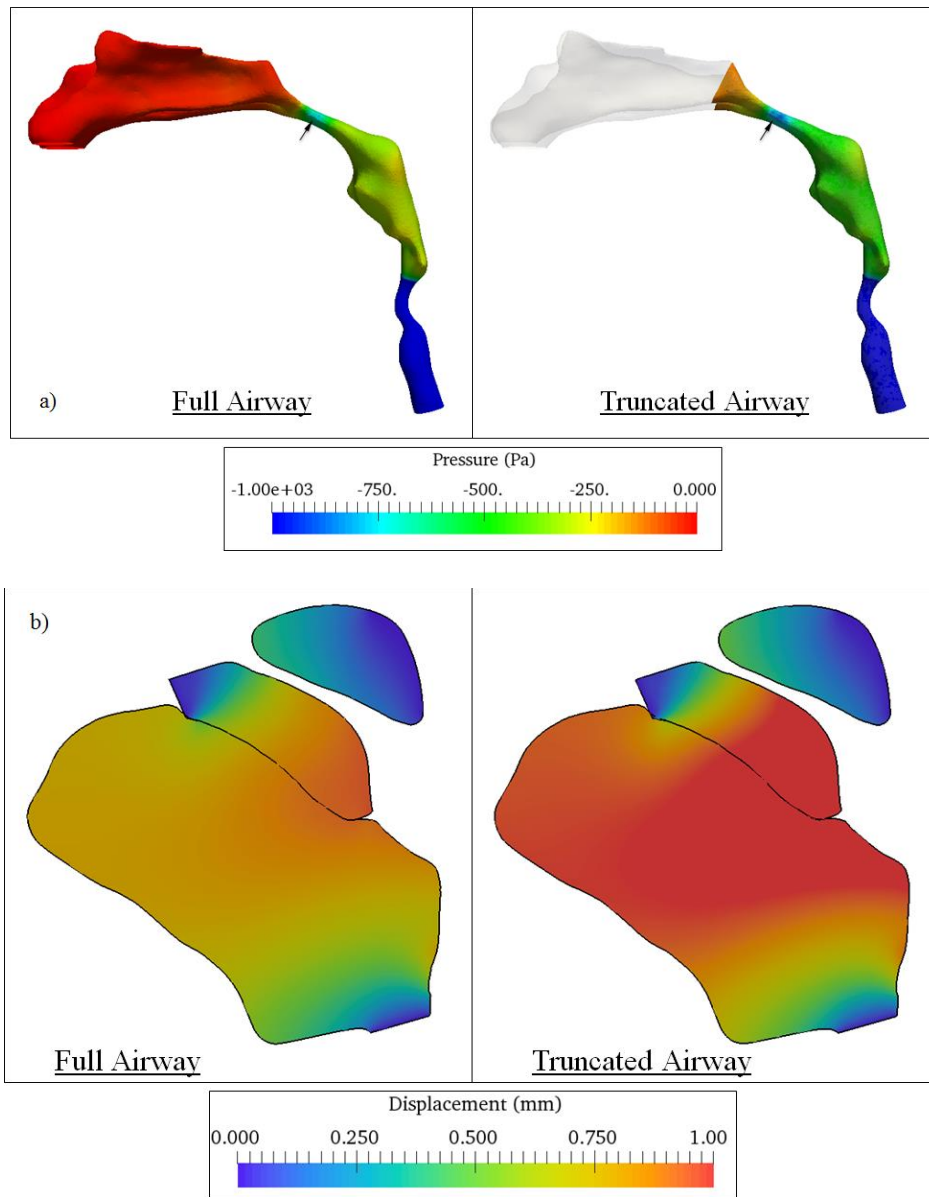 a)
Full Airway
Truncated Airway
Pressure (Pa)
-1.00e+03 -750. -500. -250. 0.000
b)
Full Airway
Truncated Airway
Displacement (mm)
0.000 0.250 0.500 0.750 1.00